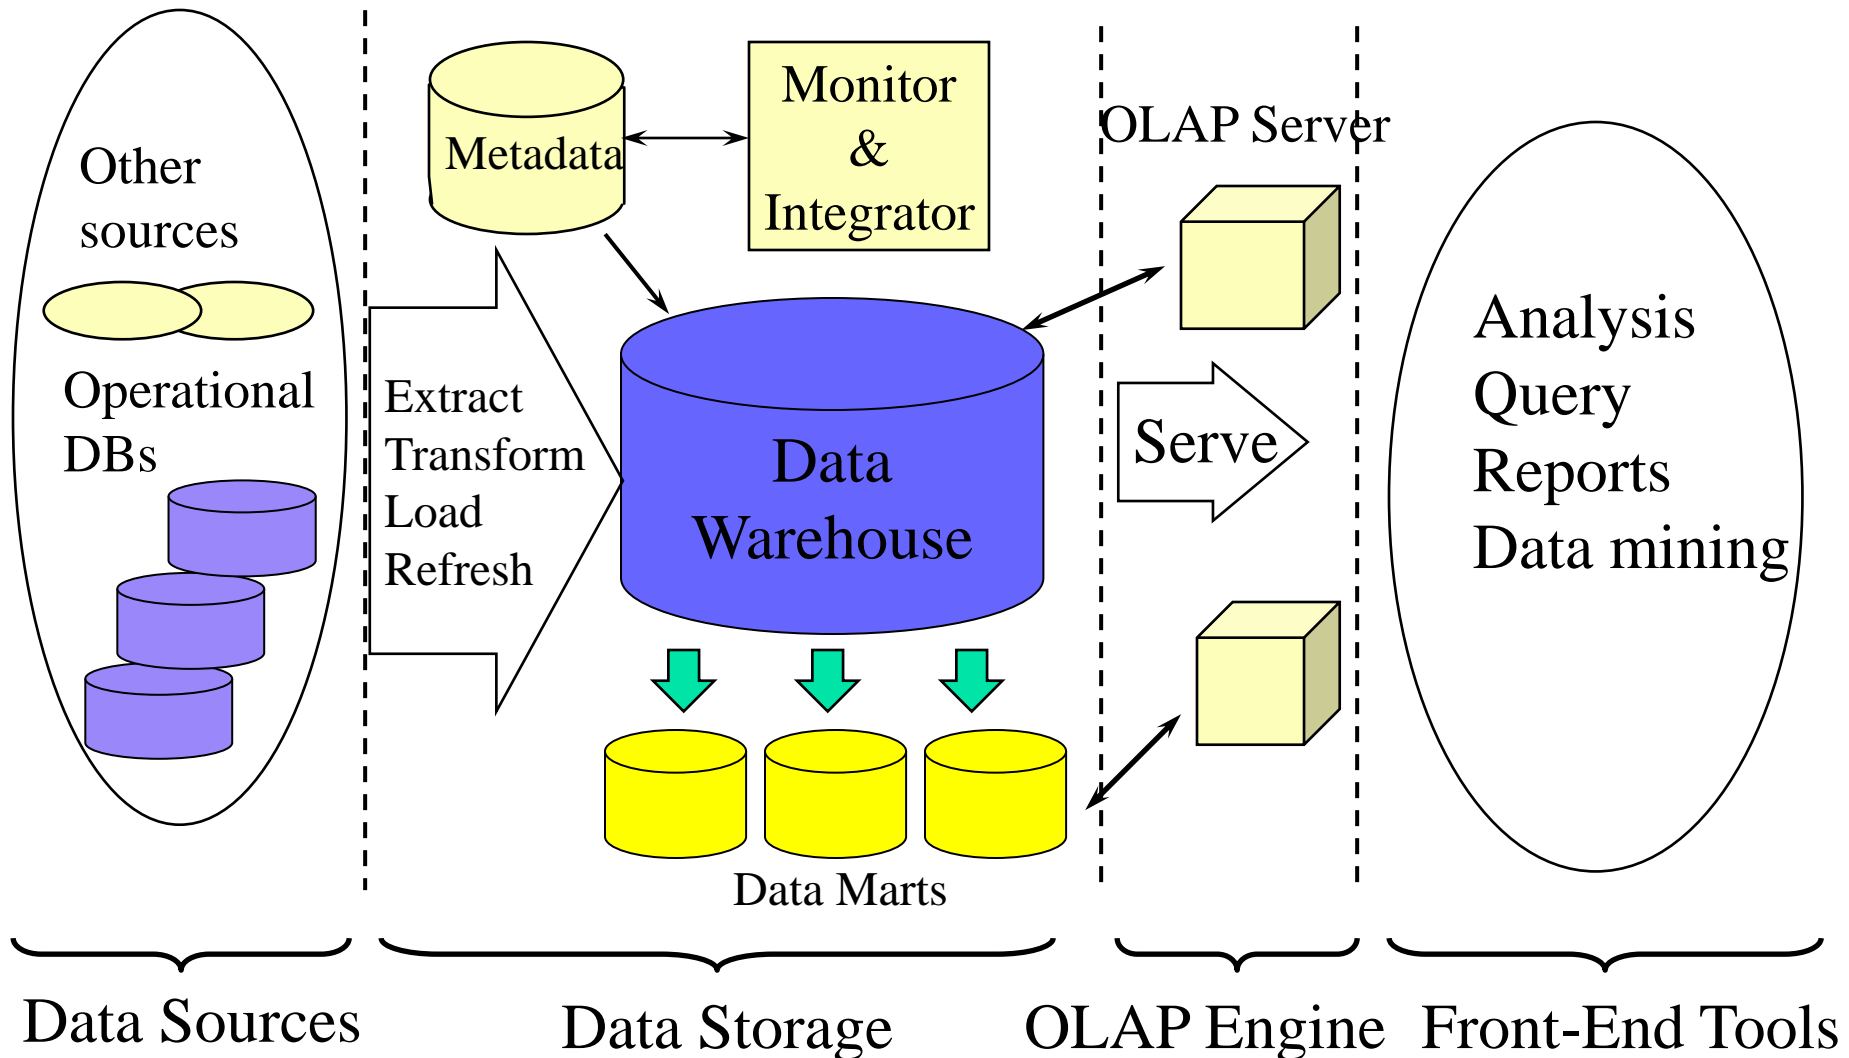 Other
sources
Operational
DBs
Metadata
Monitor
&
Integrator
Extract
Transform
Load
Refresh
Data
Warehouse
Data Marts
OLAP Server
Serve
Analysis
Query
Reports
Data mining
Data Sources
Data Storage
OLAP Engine
Front-End Tools